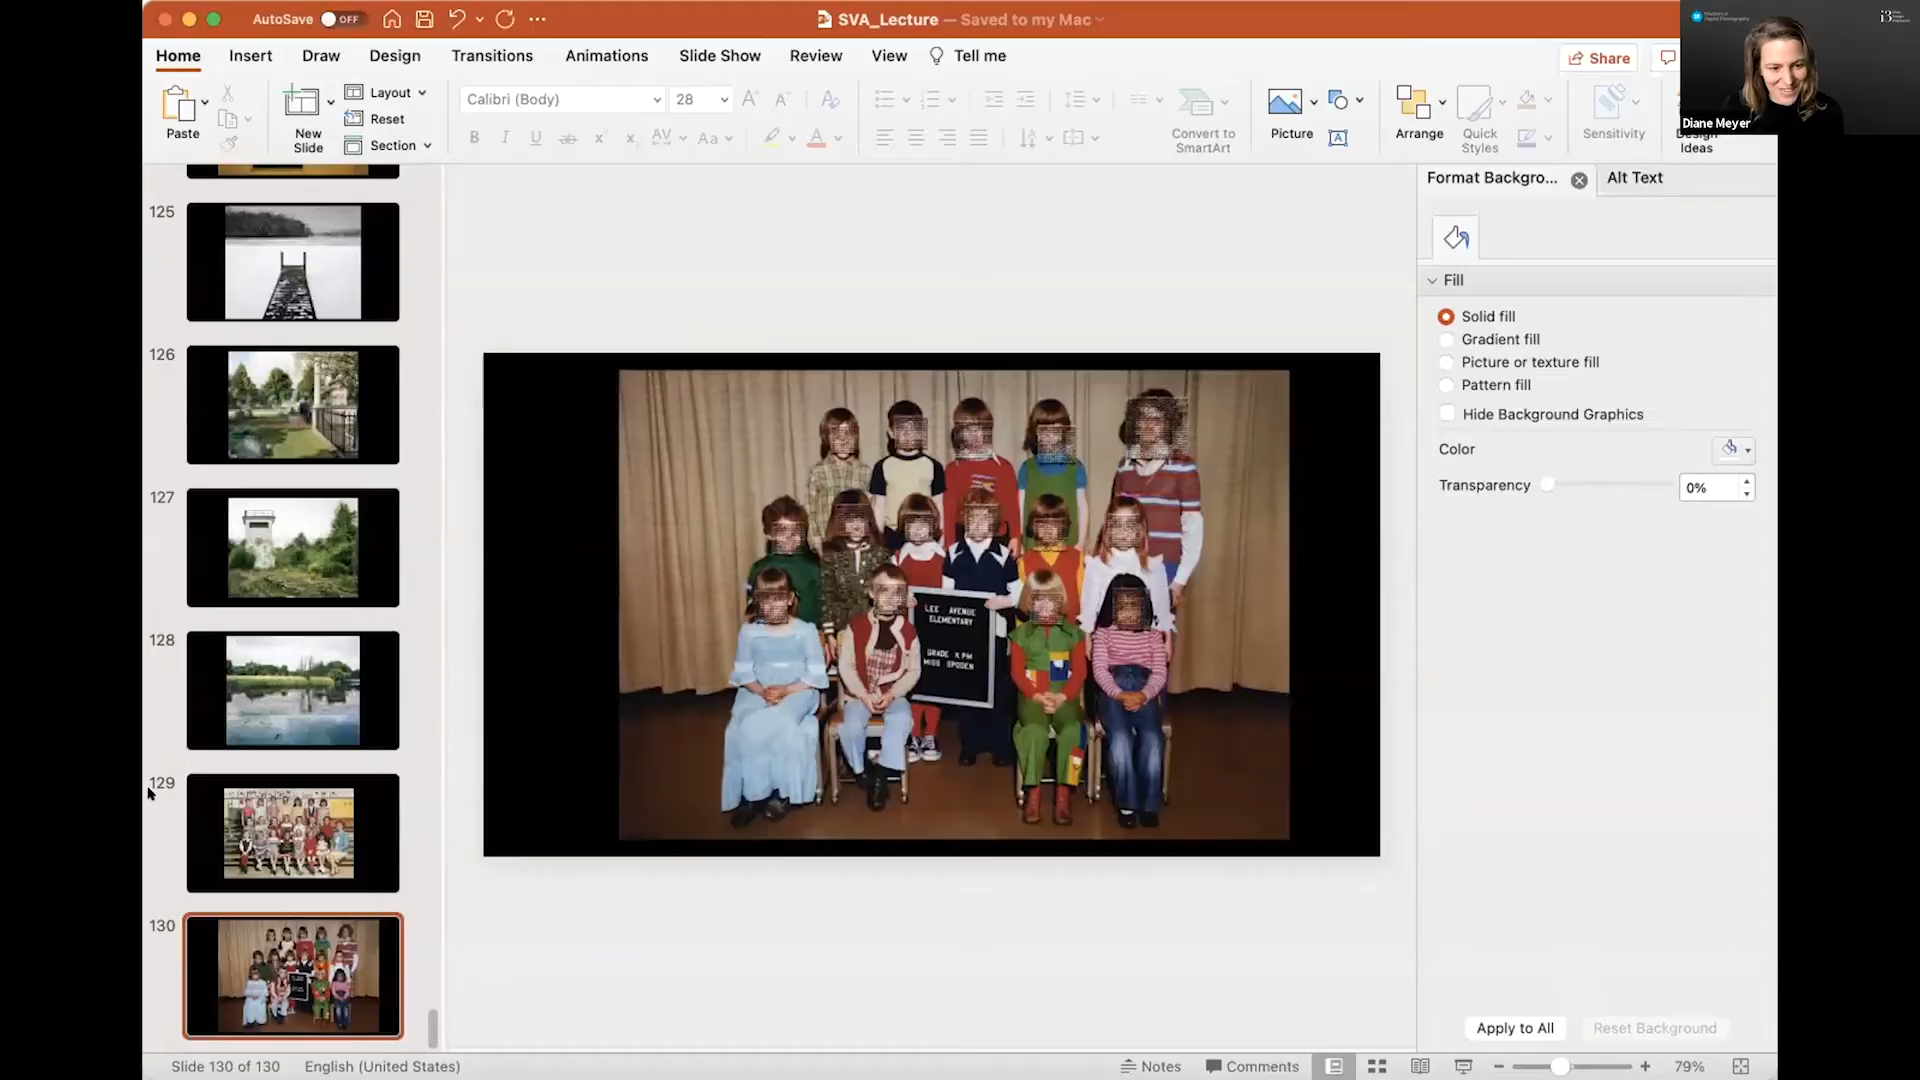 AutoSave OFF
SVA_Lecture — Saved to my Mac
Home Insert Draw Design Transitions Animations Slide Show Review View Tell me
Share
Paste
New Slide
Layout
Reset
Section
Calibri (Body) 28
Convert to SmartArt
Picture
Arrange
Quick Styles
Sensitivity
Design Ideas
Diane Meyer
125
126
127
128
129
130
LEE AVENUE
ELEMENTARY
GRADE K PM
MISS SPODEN
Format Backgro...
Alt Text
Fill
Solid fill
Gradient fill
Picture or texture fill
Pattern fill
Hide Background Graphics
Color
Transparency 0%
Apply to All
Reset Background
Slide 130 of 130
English (United States)
Notes
Comments
79%